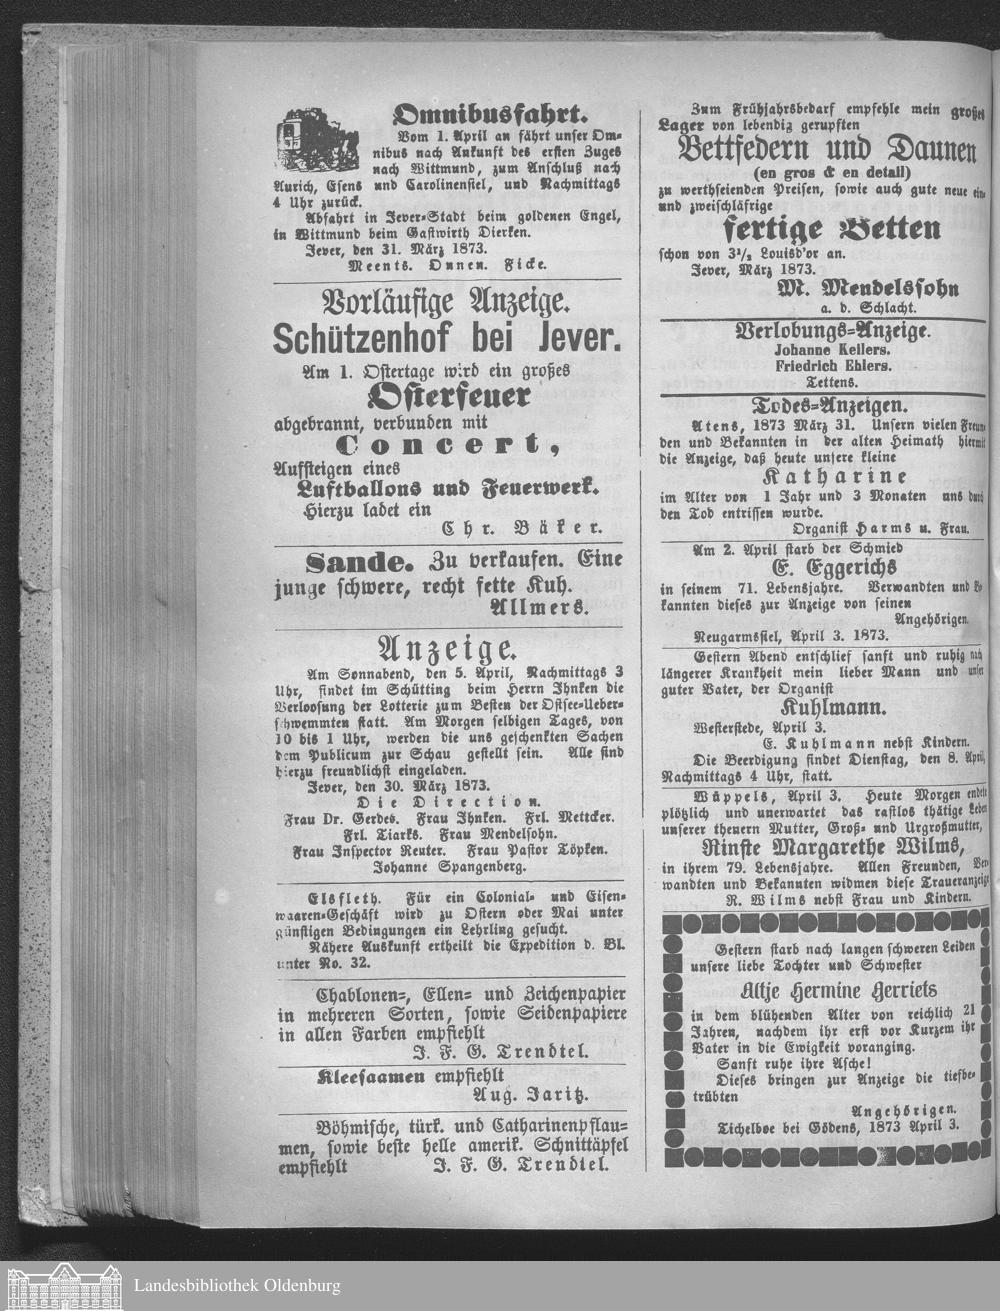 Omnibusfahrt.
Vom 1. April an fährt unser Om-
nibus nach Ankunft des ersten Zuges
nach Wittmund, zum Anschluß nach
Aurich, Esens und Carolinensiel, und Nachmittags
4 Uhr zurück.
Abfahrt in Jever-Stadt beim goldenen Engel,
in Wittmund beim Gastwirth Dierken.
Jever, den 31. März 1873.
Meents. Onnen. Ficke.
Vorläufige Anzeige.
Schützenhof bei Jever.
Am 1. Ostertage wird ein großes
Osterfeuer
abgebrannt, verbunden mit
Concert,
Aufsteigen eines
Luftballons und Feuerwerk.
Hierzu ladet ein
Chr. Bäker.
Sande. Zu verkaufen. Eine
junge schwere, recht fette Kuh.
Allmers.
Anzeige.
Am Sonnabend, den 5. April, Nachmittags 3
Uhr, findet im Schütting beim Herrn Ihnken die
Verloosung der Lotterie zum Besten der Ostsee-Ueber-
schwemmten statt. Am Morgen selbigen Tages, von
10 bis 1 Uhr, werden die uns geschenkten Sachen
dem Publicum zur Schau gestellt sein. Alle sind
hierzu freundlichst eingeladen.
Jever, den 30. März 1873.
Die Direction.
Frau Dr. Gerdes. Frau Ihnken. Frl. Mettcker.
Frl. Tiarks. Frau Mendelsohn.
Frau Inspector Reuter. Frau Pastor Töpken.
Johanne Spangenberg.
Elsfleth. Für ein Colonial- und Eisen-
waaren-Geschäft wird zu Ostern oder Mai unter
günstigen Bedingungen ein Lehrling gesucht.
Nähere Auskunft ertheilt die Expedition d. Bl.
unter No. 32.
Chablonen-, Ellen- und Zeichenpapier
in mehreren Sorten, sowie Seidenpapiere
in allen Farben empfiehlt
J. F. G. Trendtel.
Kleesaamen empfiehlt
Aug. Jaritz.
Böhmische, türk. und Catharinenpflau-
men, sowie beste helle amerik. Schnittäpfel
empfiehlt J. F. G. Trendtel.
Zum Frühjahrsbedarf empfehle mein großes
Lager von lebendig gerupften
Bettfedern und Daunen
(en gros & en detail)
zu werthseienden Preisen, sowie auch gute neue ein-
und zweischläfrige
fertige Betten
schon von 3½ Louisd'or an.
Jever, März 1873.
M. Mendelssohn
a. d. Schlacht.
Verlobungs-Anzeige.
Johanne Keilers.
Friedrich Ehlers.
Tettens.
Todes-Anzeigen.
Atens, 1873 März 31. Unsern vielen Freun-
den und Bekannten in der alten Heimath hiermit
die Anzeige, daß heute unsere kleine
Katharine
im Alter von 1 Jahr und 3 Monaten uns durch
den Tod entrissen wurde.
Organist Harms u. Frau.
Am 2. April starb der Schmied
E. Eggerichs
in seinem 71. Lebensjahre. Verwandten und Be-
kannten dieses zur Anzeige von seinen
Angehörigen.
Neugarmssiel, April 3. 1873.
Gestern Abend entschlief sanft und ruhig nach
längerer Krankheit mein lieber Mann und unser
guter Vater, der Organist
Kuhlmann.
Westerstede, April 3.
E. Kuhlmann nebst Kindern.
Die Beerdigung findet Dienstag, den 8. April,
Nachmittags 4 Uhr, statt.
Wüppels, April 3. Heute Morgen endete
plötzlich und unerwartet das rastlos thätige Leben
unserer theuern Mutter, Groß- und Urgroßmutter,
Rinste Margarethe Wilms,
in ihrem 79. Lebensjahre. Allen Freunden, Ver-
wandten und Bekannten widmen diese Traueranzeige
R. Wilms nebst Frau und Kindern.
Gestern starb nach langen schweren Leiden
unsere liebe Tochter und Schwester
Altje Hermine Gerriets
in dem blühenden Alter von reichlich 21
Jahren, nachdem ihr erst vor Kurzem ihr
Vater in die Ewigkeit voranging.
Sanft ruhe ihre Asche!
Dieses bringen zur Anzeige die tiefbe-
trübten
Angehörigen.
Tichelboe bei Gödens, 1873 April 3.
Landesbibliothek Oldenburg